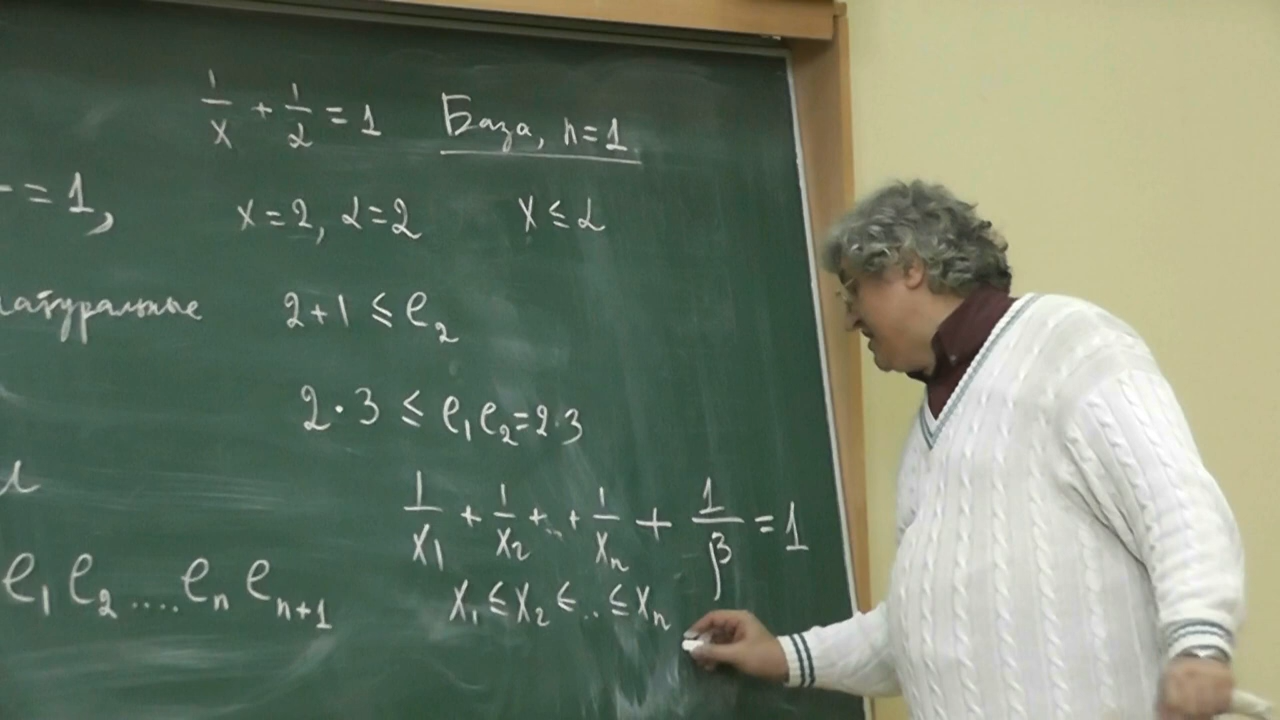 1/x + 1/α = 1 База, n=1
- = 1,
x=2, α=2 x ≤ α
натуральные 2+1 ≤ e₂
2·3 ≤ e₁e₂=2·3
1/x₁ + 1/x₂ + .. + 1/xₙ + 1/β = 1
e₁ e₂ .... eₙ eₙ₊₁ x₁ ≤ x₂ ≤ .. ≤ xₙ